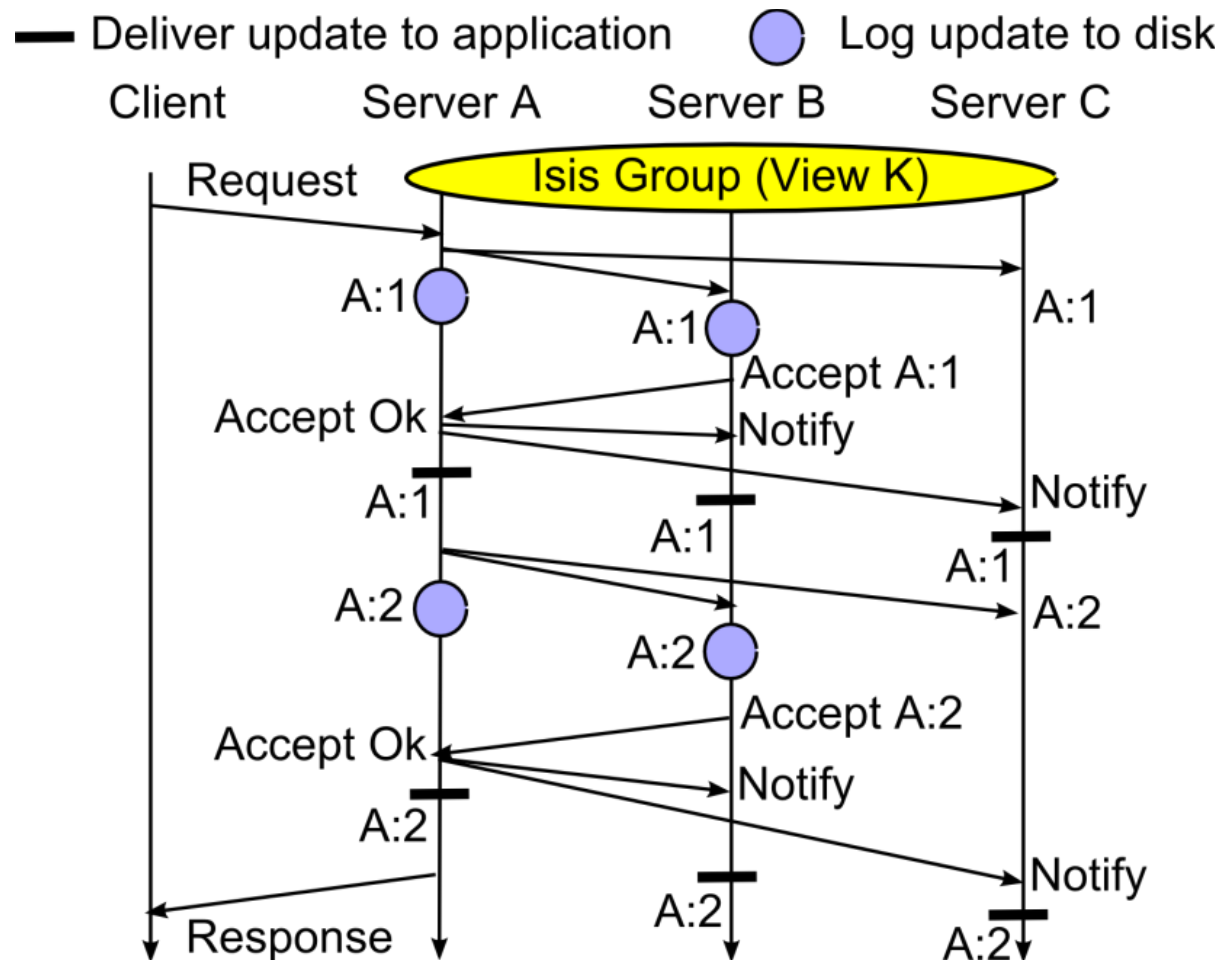 Deliver update to application
Log update to disk
Client
Server A
Server B
Server C
Isis Group (View K)
Request
A:1
A:1
A:1
Accept A:1
Accept Ok
Notify
A:1
Notify
A:1
A:1
A:2
A:2
A:2
Accept A:2
Accept Ok
Notify
A:2
Notify
A:2
Response
A:2